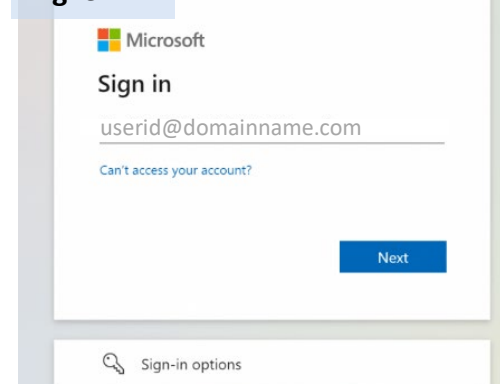 Microsoft
Sign in
userid@domainname.com
Can't access your account?
Next
Sign-in options